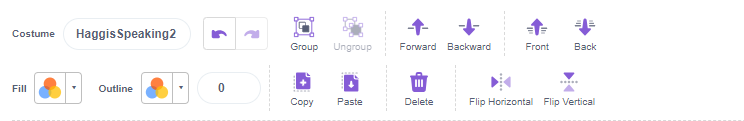 Costume HaggisSpeaking2 Group Ungroup Forward Backward Front Back
Fill Outline 0 Copy Paste Delete Flip Horizontal Flip Vertical